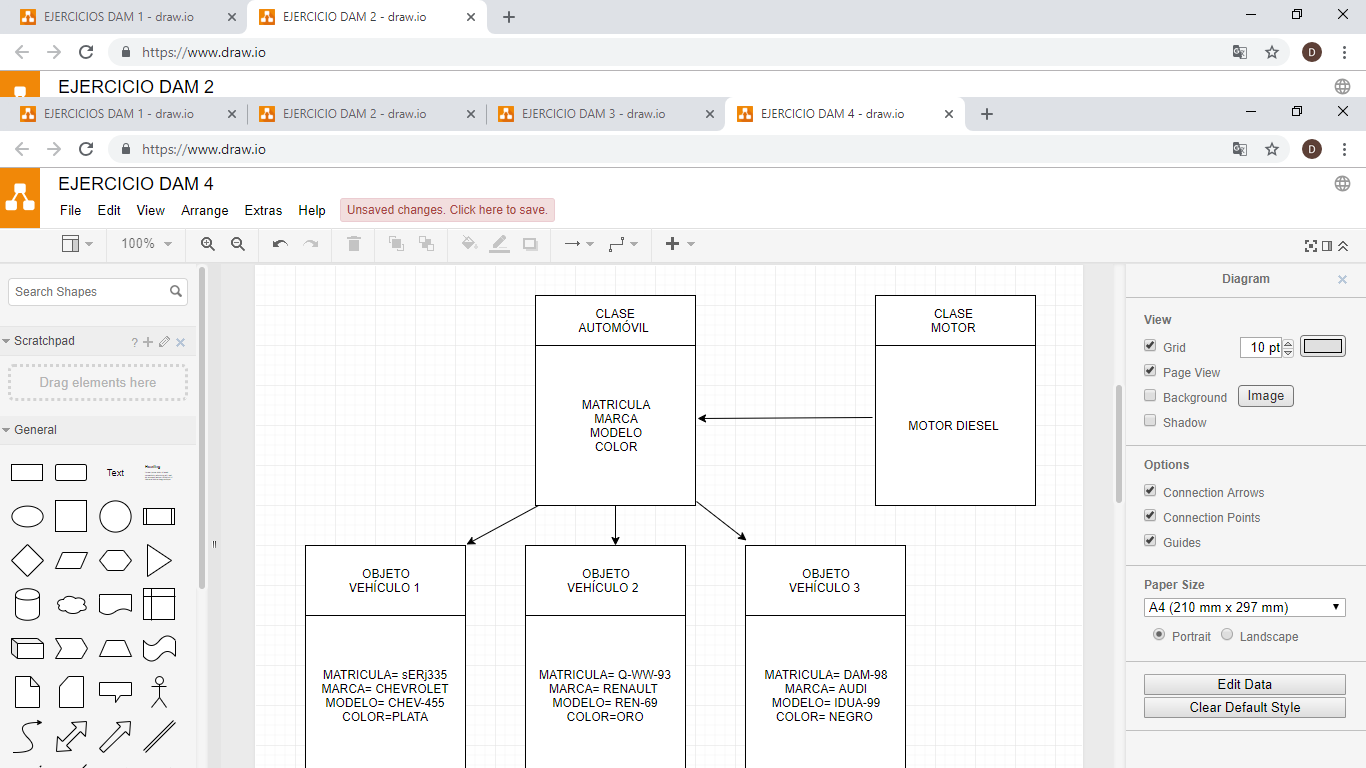 EJERCICIOS DAM 1 - draw.io
EJERCICIO DAM 2 - draw.io
https://www.draw.io
D
EJERCICIO DAM 2
EJERCICIOS DAM 1 - draw.io
EJERCICIO DAM 2 - draw.io
EJERCICIO DAM 3 - draw.io
EJERCICIO DAM 4 - draw.io
https://www.draw.io
D
EJERCICIO DAM 4
File Edit View Arrange Extras Help
Unsaved changes. Click here to save.
100%
Search Shapes
Scratchpad
?
Drag elements here
General
Text
Heading
CLASE
AUTOMÓVIL
MATRICULA
MARCA
MODELO
COLOR
CLASE
MOTOR
MOTOR DIESEL
OBJETO
VEHÍCULO 1
MATRICULA= sERj335
MARCA= CHEVROLET
MODELO= CHEV-455
COLOR=PLATA
OBJETO
VEHÍCULO 2
MATRICULA= Q-WW-93
MARCA= RENAULT
MODELO= REN-69
COLOR=ORO
OBJETO
VEHÍCULO 3
MATRICULA= DAM-98
MARCA= AUDI
MODELO= IDUA-99
COLOR= NEGRO
Diagram
View
Grid
10 pt
Page View
Background
Image
Shadow
Options
Connection Arrows
Connection Points
Guides
Paper Size
A4 (210 mm x 297 mm)
Portrait
Landscape
Edit Data
Clear Default Style